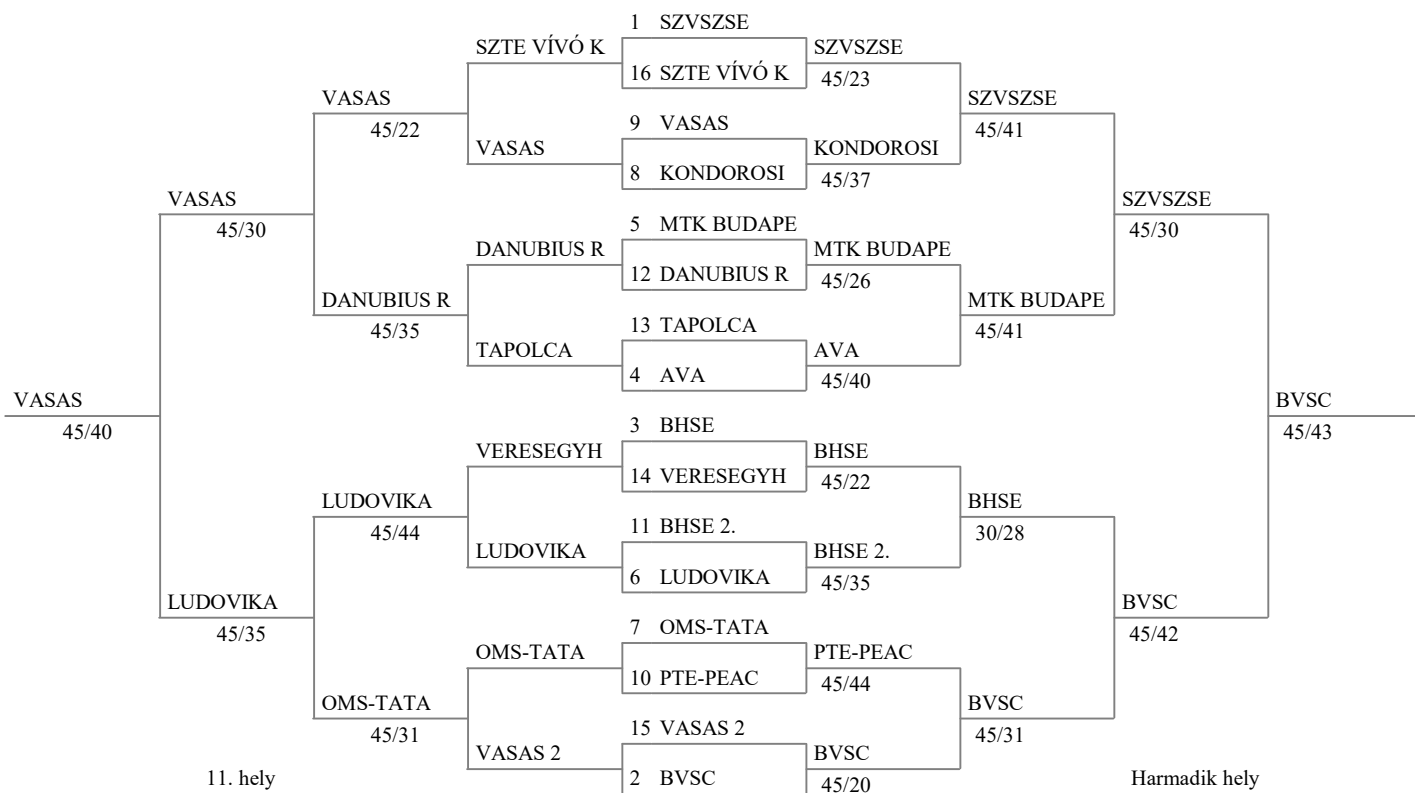 1 SZVSZSE
SZTE VÍVÓ K SZVSZSE
16 SZTE VÍVÓ K 45/23
VASAS SZVSZSE
45/22 9 VASAS 45/41
VASAS KONDOROSI
8 KONDOROSI 45/37
VASAS SZVSZSE
45/30 5 MTK BUDAPE 45/30
DANUBIUS R MTK BUDAPE
12 DANUBIUS R 45/26
DANUBIUS R MTK BUDAPE
45/35 13 TAPOLCA 45/41
TAPOLCA AVA
4 AVA 45/40
VASAS BVSC
45/40 3 BHSE 45/43
VERESEGYH BHSE
14 VERESEGYH 45/22
LUDOVIKA BHSE
45/44 11 BHSE 2. 30/28
LUDOVIKA BHSE 2.
6 LUDOVIKA 45/35
LUDOVIKA BVSC
45/35 7 OMS-TATA 45/42
OMS-TATA PTE-PEAC
10 PTE-PEAC 45/44
OMS-TATA BVSC
45/31 15 VASAS 2 45/31
VASAS 2 BVSC
11. hely 2 BVSC 45/20 Harmadik hely